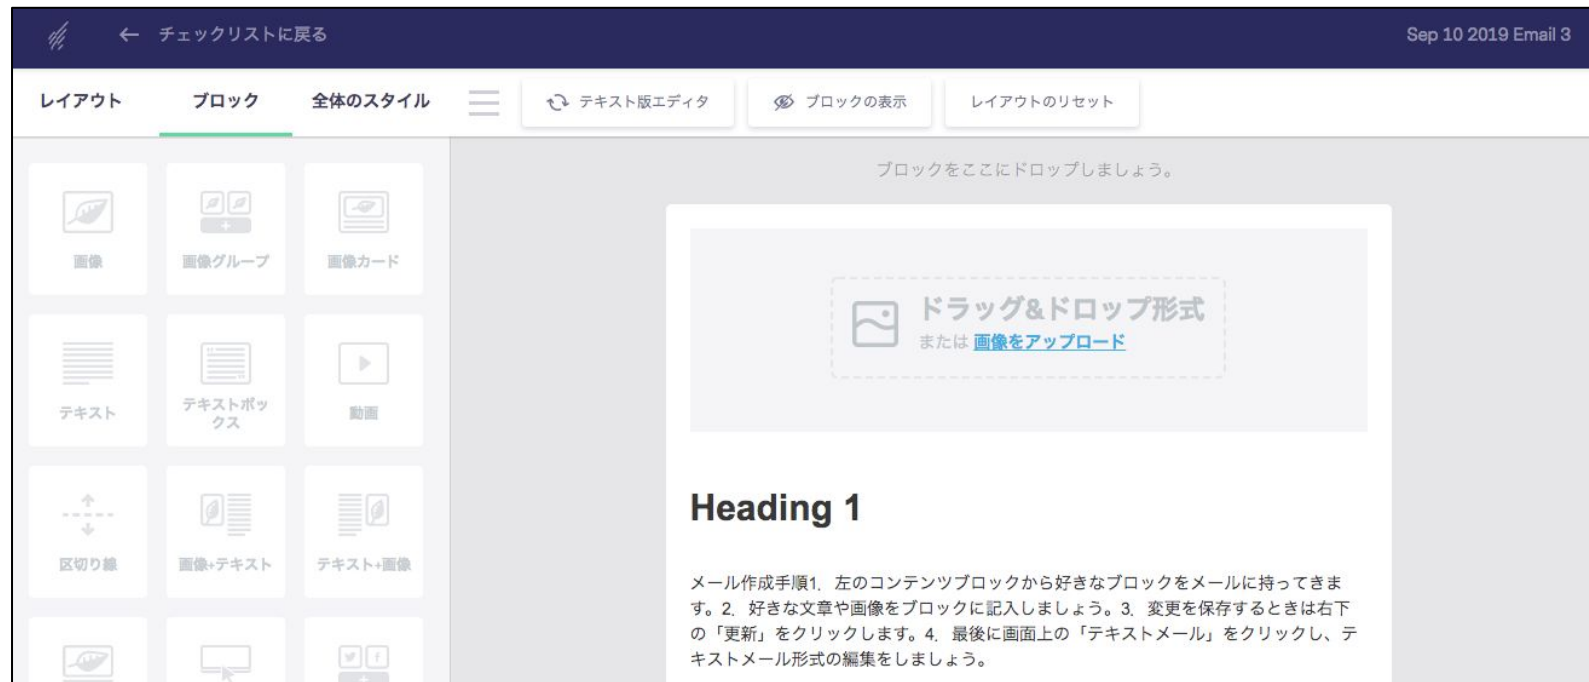 ← チェックリストに戻る
Sep 10 2019 Email 3
レイアウト
ブロック
全体のスタイル
テキスト版エディタ
ブロックの表示
レイアウトのリセット
画像
画像グループ
画像カード
テキスト
テキストボッ
クス
動画
区切り線
画像+テキスト
テキスト+画像
ブロックをここにドロップしましょう。
ドラッグ&ドロップ形式
または 画像をアップロード
Heading 1
メール作成手順1．左のコンテンツブロックから好きなブロックをメールに持ってきま
す。2．好きな文章や画像をブロックに記入しましょう。3．変更を保存するときは右下
の「更新」をクリックします。4．最後に画面上の「テキストメール」をクリックし、テ
キストメール形式の編集をしましょう。